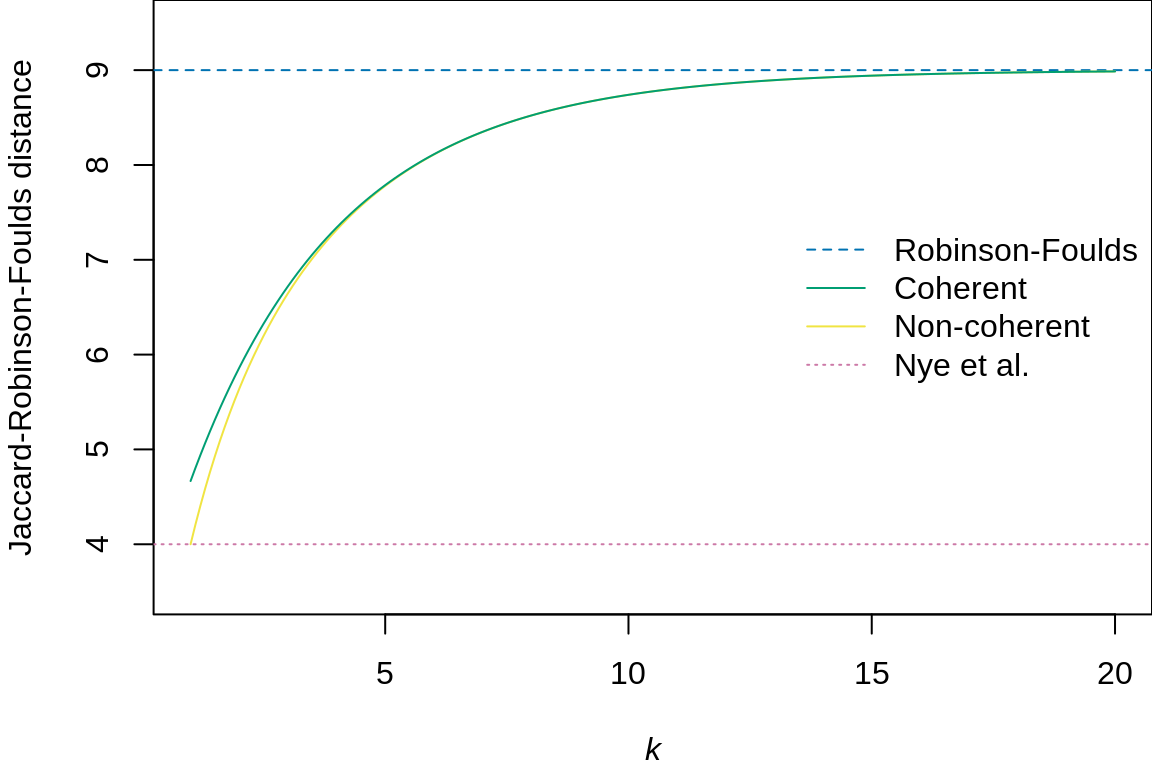 Jaccard-Robinson-Foulds distance
9
8
7
6
5
4
Robinson-Foulds
Coherent
Non-coherent
Nye et al.
5 10 15 20
k